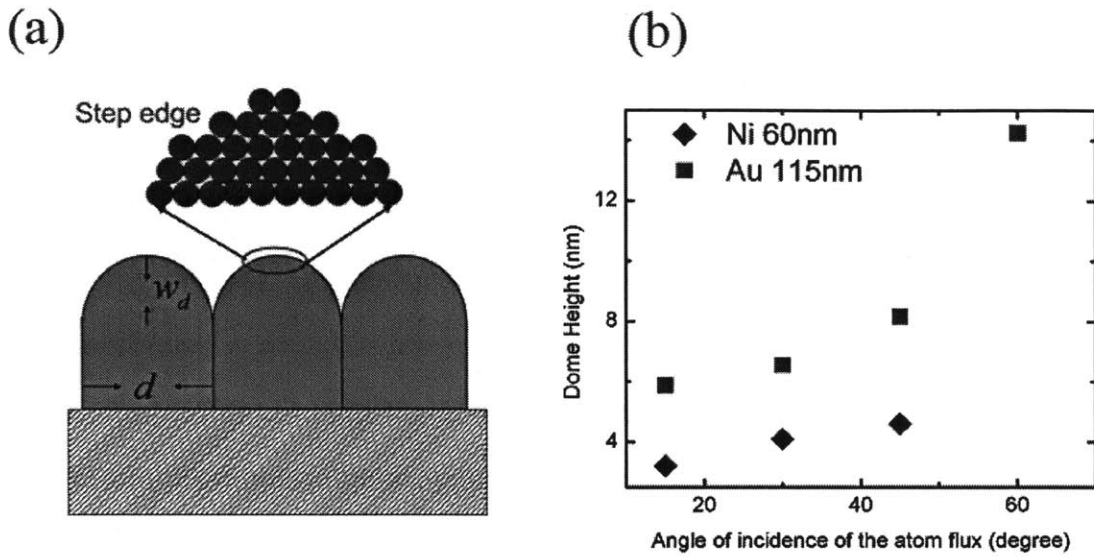 (a)
Step edge
w_d
d
(b)
Ni 60nm
Au 115nm
12
8
4
20
40
60
Dome Height (nm)
Angle of incidence of the atom flux (degree)